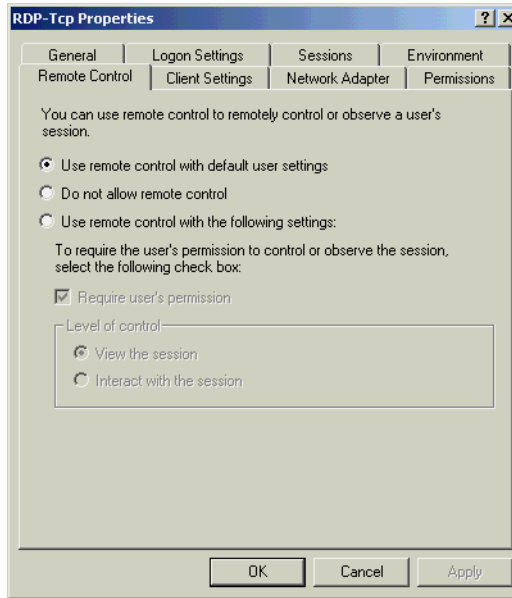 RDP-Tcp Properties
General Logon Settings Sessions Environment
Remote Control Client Settings Network Adapter Permissions
You can use remote control to remotely control or observe a user's
session.
Use remote control with default user settings
Do not allow remote control
Use remote control with the following settings:
To require the user's permission to control or observe the session,
select the following check box:
Require user's permission
Level of control
View the session
Interact with the session
OK Cancel Apply